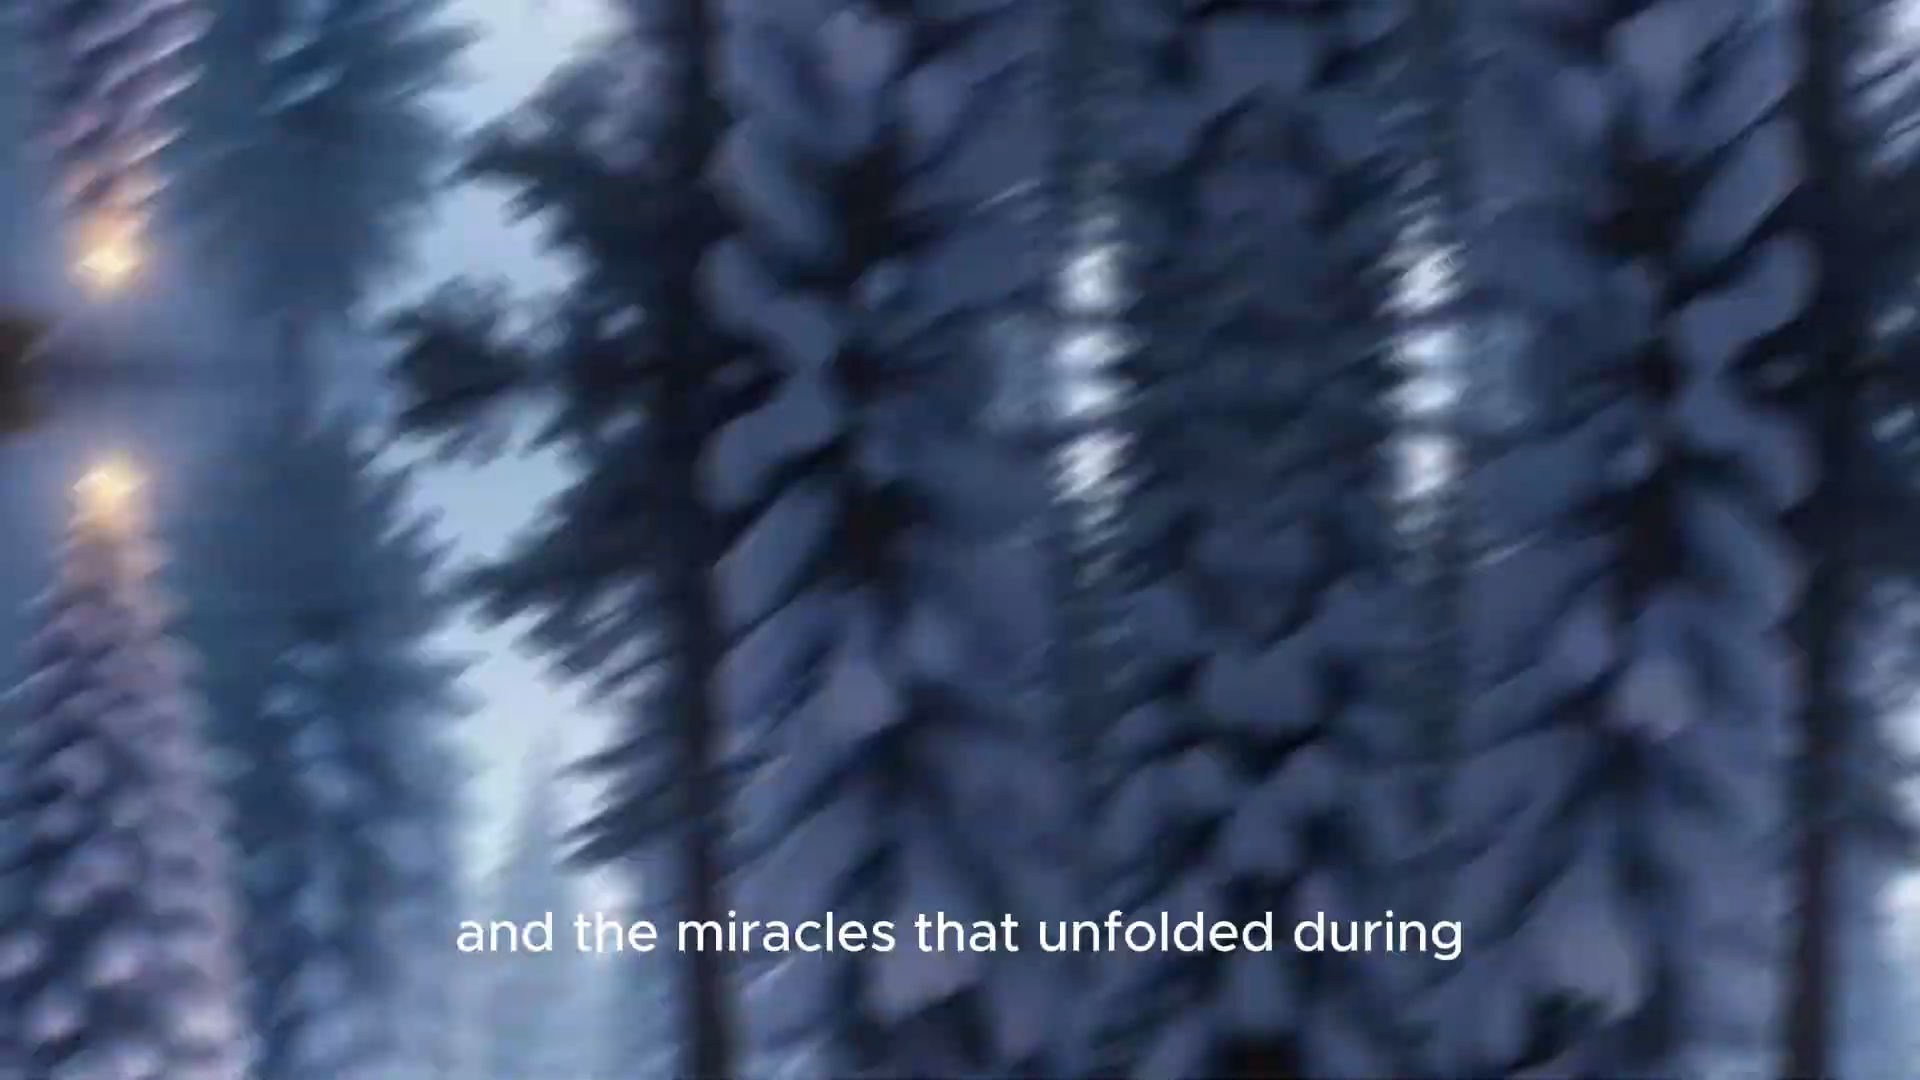 and the miracles that unfolded during